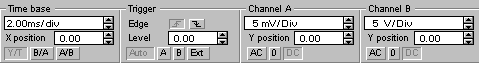 Time base
2.00ms/div
X position 0.00
Y/T B/A A/B
Trigger
Edge
Level 0.00
Auto A B Ext
Channel A
5 mV/Div
Y position 0.00
AC 0 DC
Channel B
5 V/Div
Y position 0.00
AC 0 DC